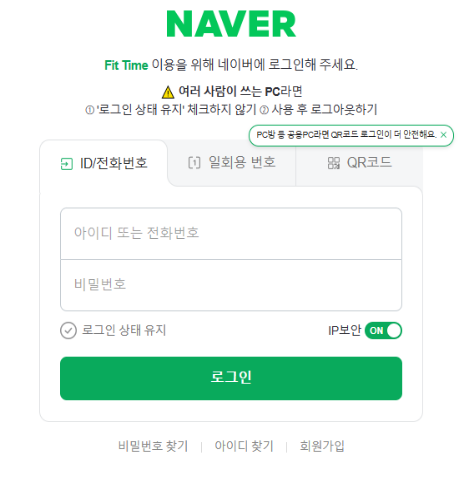 NAVER
Fit Time 이용을 위해 네이버에 로그인해 주세요.
여러 사람이 쓰는 PC라면
① '로그인 상태 유지' 체크하지 않기 ② 사용 후 로그아웃하기
PC방 등 공용PC라면 QR코드 로그인이 더 안전해요. ×
ID/전화번호
일회용 번호
QR코드
아이디 또는 전화번호
비밀번호
로그인 상태 유지
IP보안 ON
로그인
비밀번호 찾기 | 아이디 찾기 | 회원가입